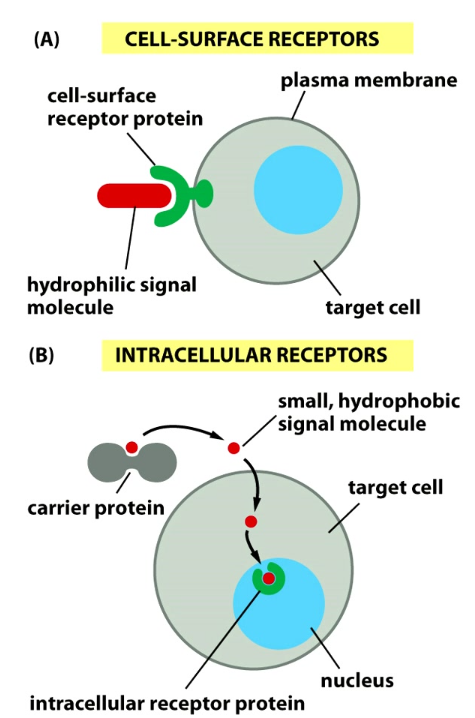 (A) CELL-SURFACE RECEPTORS
plasma membrane
cell-surface
receptor protein
hydrophilic signal
molecule
target cell
(B) INTRACELLULAR RECEPTORS
small, hydrophobic
signal molecule
target cell
carrier protein
nucleus
intracellular receptor protein